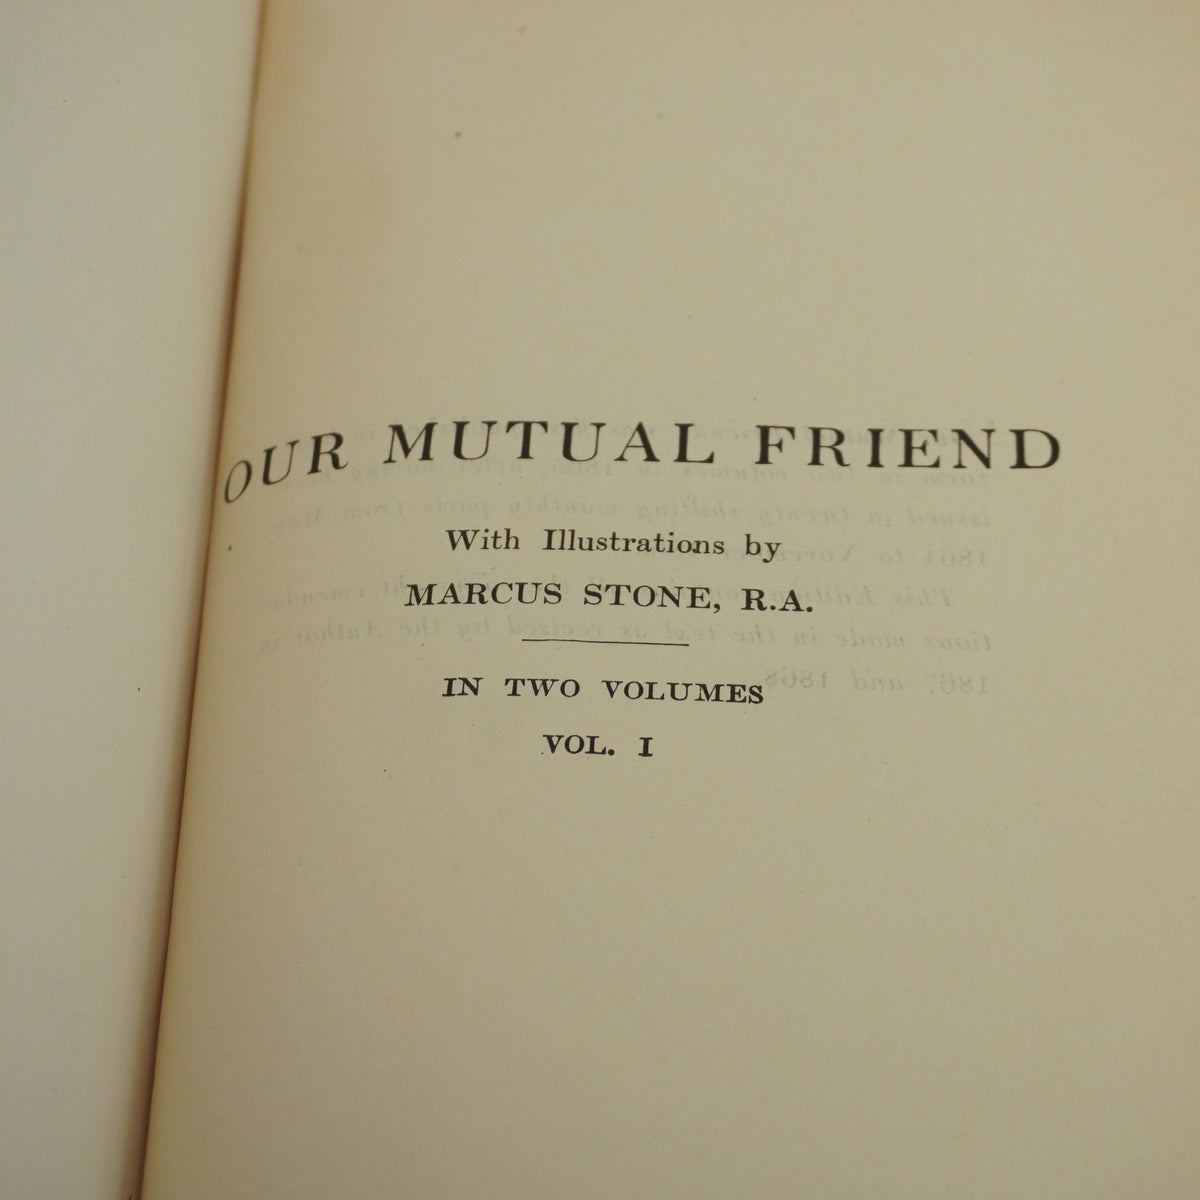 OUR MUTUAL FRIEND
With Illustrations by
MARCUS STONE, R.A.
IN TWO VOLUMES
VOL. I